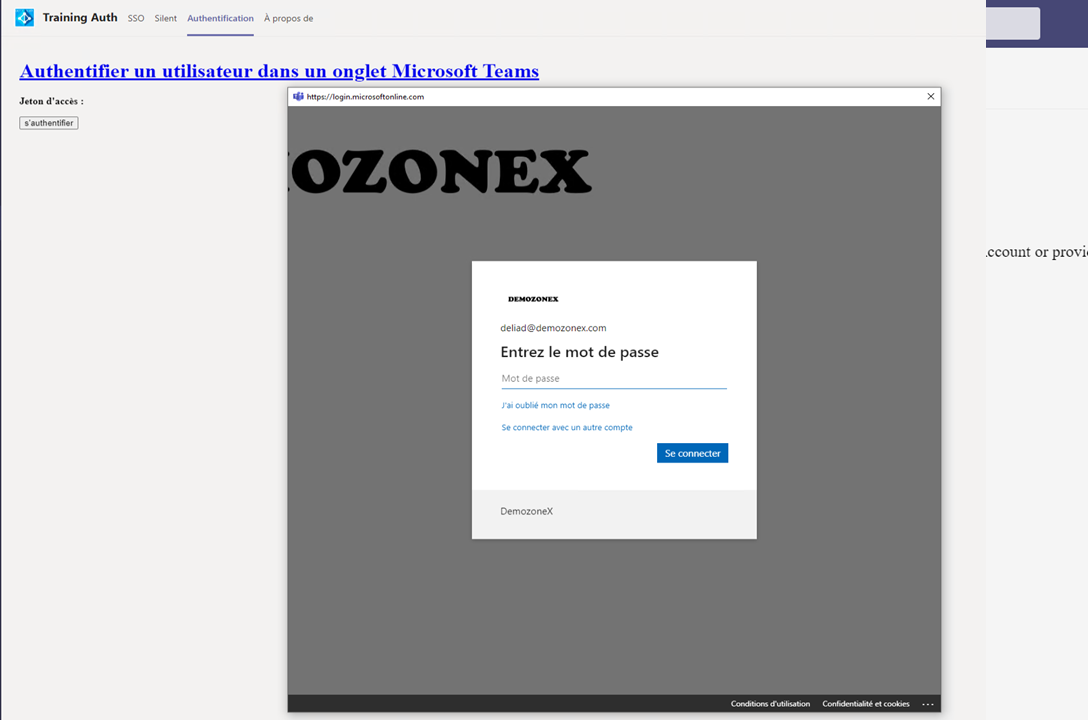 Training Auth SSO Silent Authentification À propos de
Authentifier un utilisateur dans un onglet Microsoft Teams
Jeton d'accès :
s'authentifier
https://login.microsoftonline.com
OZONEX
DEMOZONEX
deliad@demozonex.com
Entrez le mot de passe
Mot de passe
J'ai oublié mon mot de passe
Se connecter avec un autre compte
Se connecter
DemozoneX
Conditions d'utilisation Confidentialité et cookies ...
ccount or provi